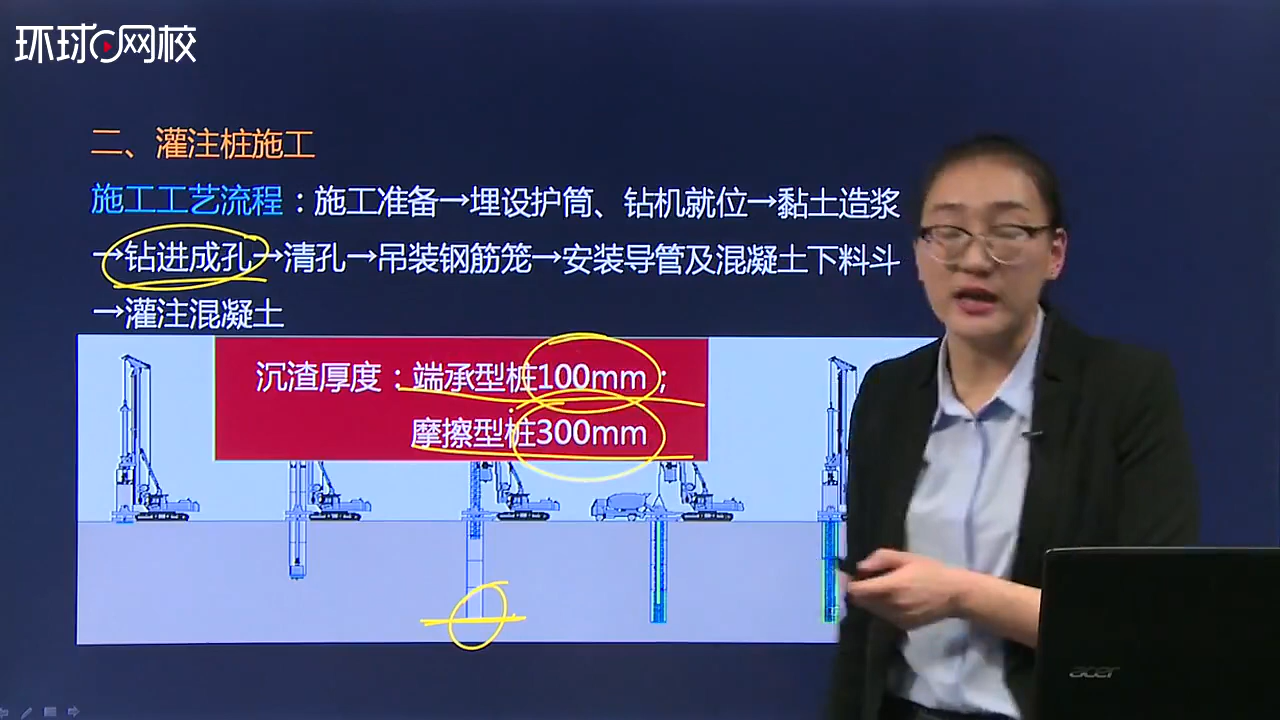 环球网校
二、灌注桩施工
施工工艺流程：施工准备→埋设护筒、钻机就位→黏土造浆
→钻进成孔→清孔→吊装钢筋笼→安装导管及混凝土下料斗
→灌注混凝土
沉渣厚度：端承型桩100mm；
摩擦型桩300mm
acer